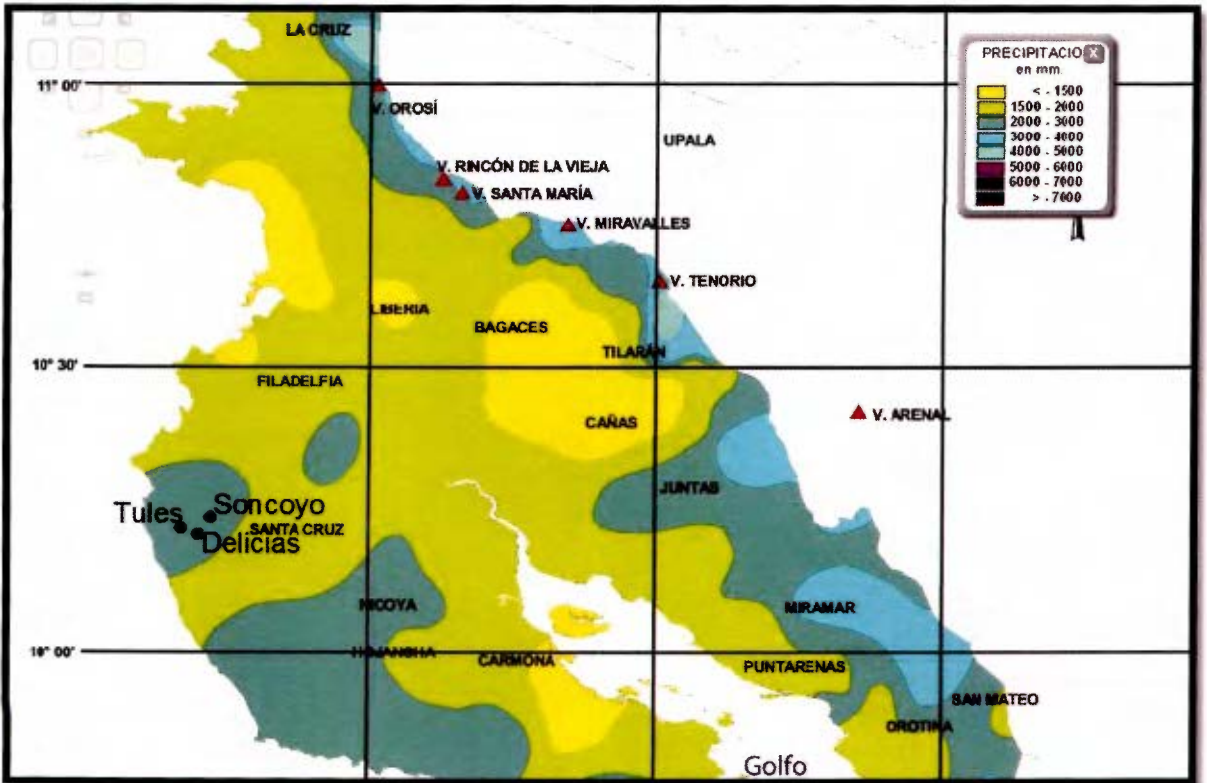 LA CRUZ
PRECIPITACIO X
en mm
< - 1500
1500 - 2000
2000 - 3000
3000 - 4000
4000 - 5000
5000 - 6000
6000 - 7000
> - 7000
11° 00'
V. OROSÍ
UPALA
V. RINCÓN DE LA VIEJA
V. SANTA MARÍA
V. MIRAVALLES
V. TENORIO
LIBERIA
BAGACES
TILARÁN
10° 30'
FILADELFIA
CAÑAS
V. ARENAL
JUNTAS
Tules
Soncoyo
SANTA CRUZ
Delicias
NICOYA
MIRAMAR
10° 00'
HOJANCHA
CARMONA
PUNTARENAS
SAN MATEO
OROTINA
Golfo